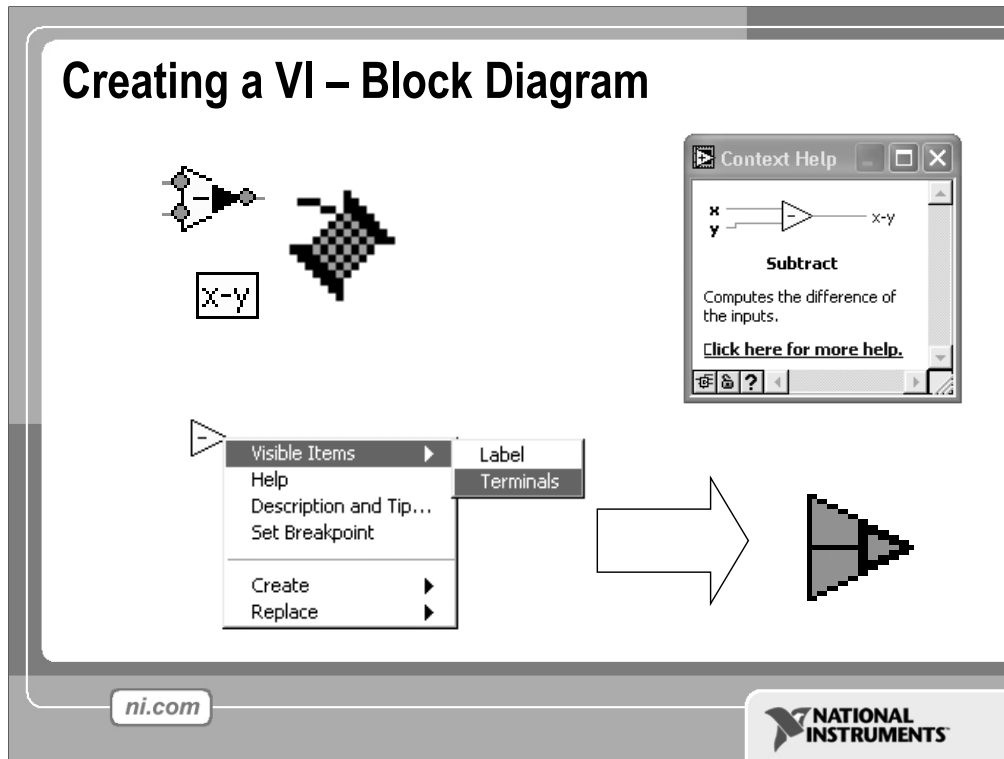 Creating a VI – Block Diagram
x-y
Context Help
x
y
x-y
Subtract
Computes the difference of
the inputs.
Click here for more help.
?
Visible Items
Label
Help
Terminals
Description and Tip...
Set Breakpoint
Create
Replace
ni.com
NATIONAL
INSTRUMENTS